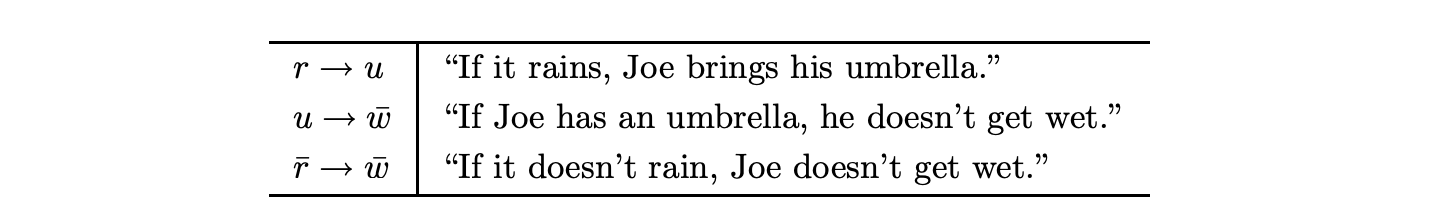 r → u “If it rains, Joe brings his umbrella.”
u → w̄ “If Joe has an umbrella, he doesn’t get wet.”
r̄ → w̄ “If it doesn’t rain, Joe doesn’t get wet.”